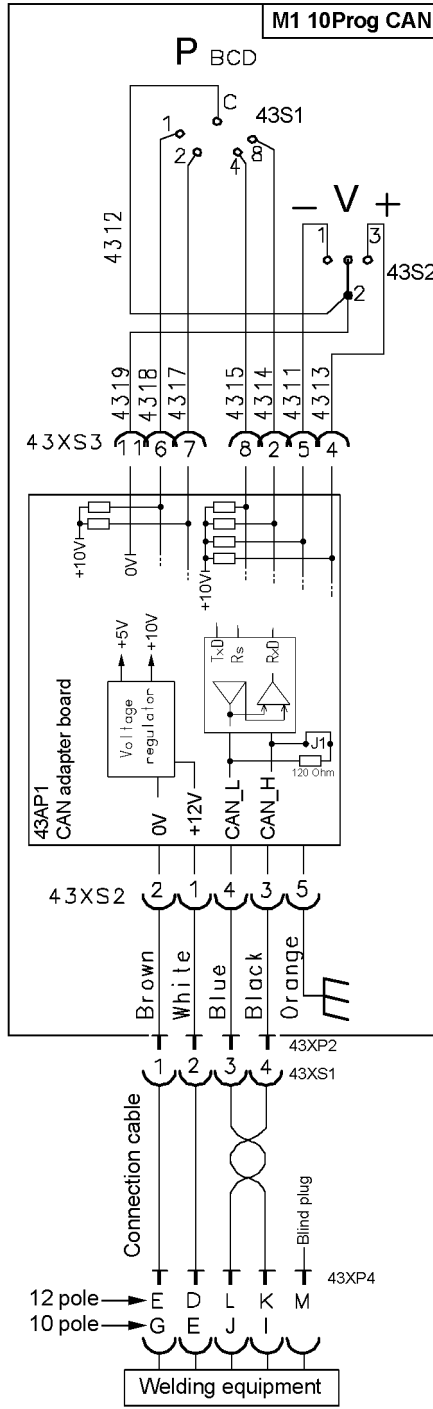 M1 10Prog CAN
P BCD
C
43S1
1
2
4
8
− V +
1
3
43S2
2
4312
4319
4318
4317
4315
4314
4311
4313
43XS3
11 6 7 8 2 5 4
+10V
0V
+10V
+5V
+10V
TxD
Rs
RxD
Voltage
regulator
J1
120 Ohm
43AP1
CAN adapter board
0V
+12V
CAN_L
CAN_H
43XS2
2 1 4 3 5
Brown
White
Blue
Black
Orange
43XP2
1 2 3 4
43XS1
Connection cable
Blind plug
43XP4
12 pole E D L K M
10 pole G E J I
Welding equipment